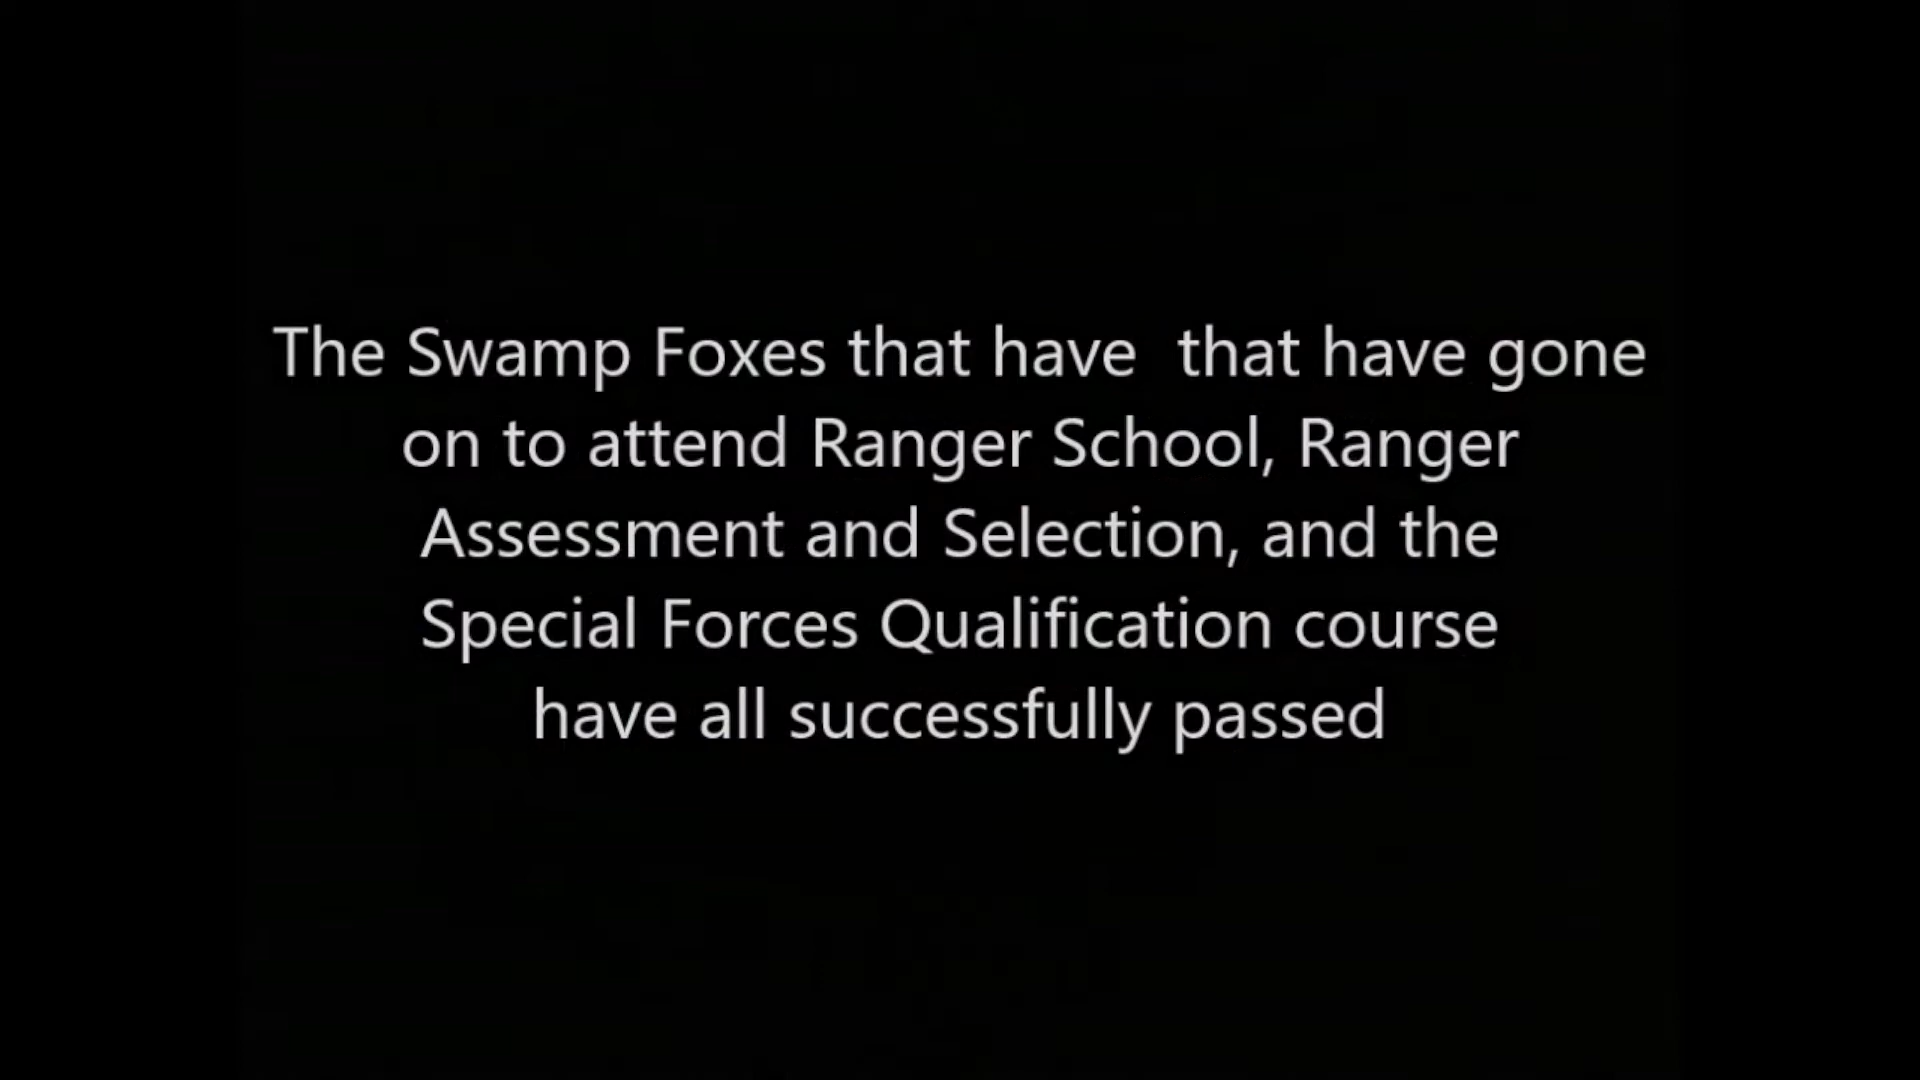 The Swamp Foxes that have  that have gone
on to attend Ranger School, Ranger
Assessment and Selection, and the
Special Forces Qualification course
have all successfully passed